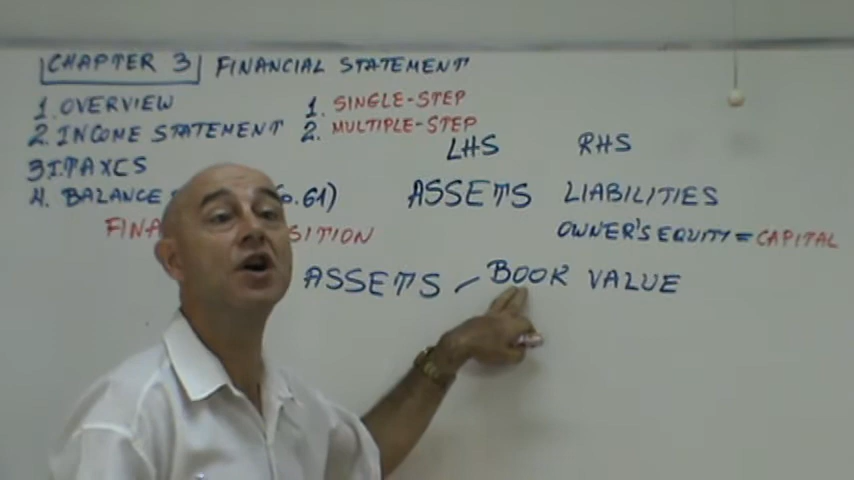 CHAPTER 3 FINANCIAL STATEMENT
1. OVERVIEW
2. INCOME STATEMENT
3. I.TAXCS
4. BALANCE
1. SINGLE-STEP
2. MULTIPLE-STEP
LHS RHS
ASSETS LIABILITIES
OWNER'S EQUITY = CAPITAL
ASSETS - BOOK VALUE